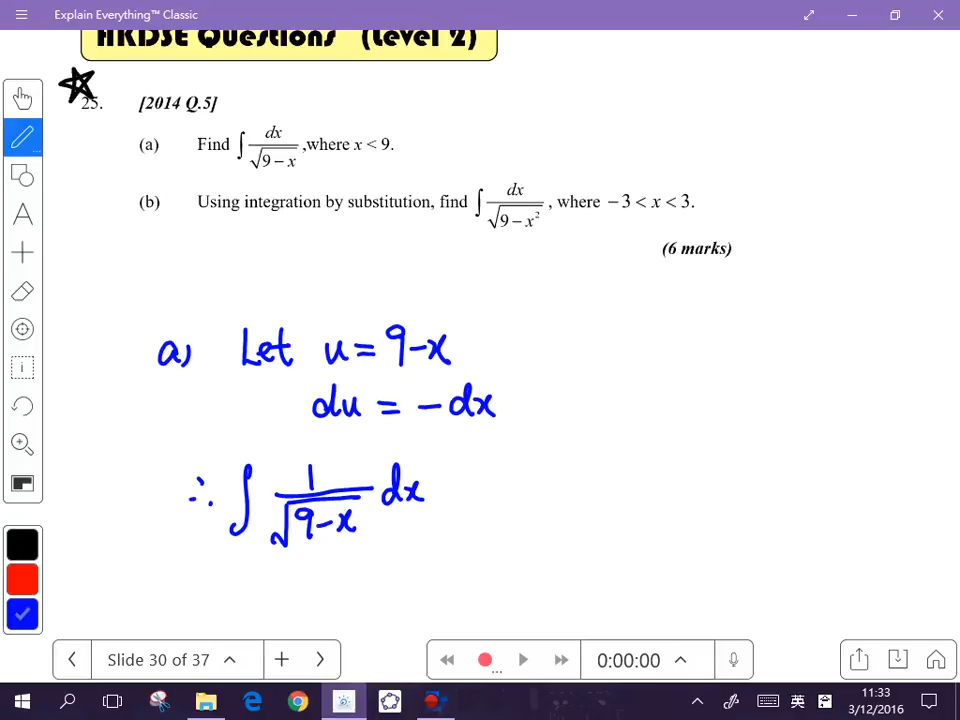 Explain Everything™ Classic
HKDSE Questions (Level 2)
25. [2014 Q.5]
(a) Find ∫ dx/√(9 − x) ,where x < 9.
(b) Using integration by substitution, find ∫ dx/√(9 − x²) , where −3 < x < 3.
(6 marks)
a) Let u = 9-x
du = -dx
∴ ∫ 1/√(9-x) dx
Slide 30 of 37
0:00:00
英
11:33
3/12/2016